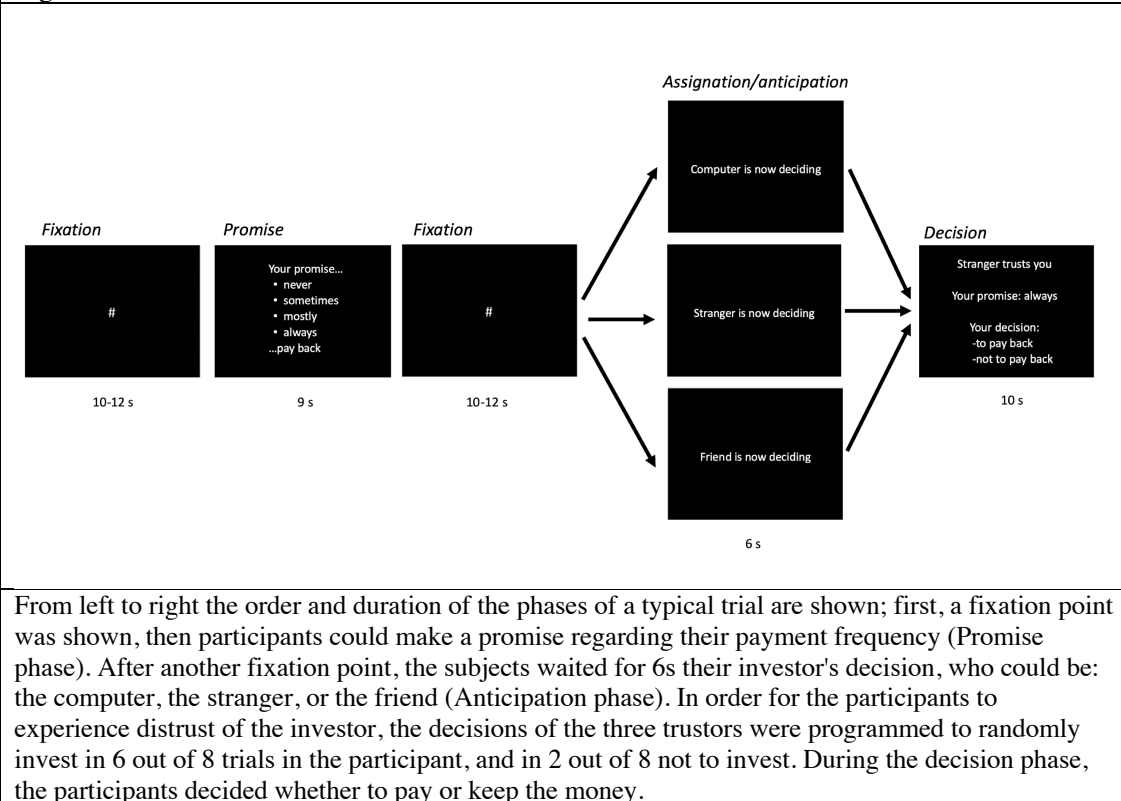 Assignation/anticipation
Computer is now deciding
Fixation
Promise
Fixation
Decision
#
Your promise...
• never
• sometimes
• mostly
• always
...pay back
#
Stranger is now deciding
Stranger trusts you
Your promise: always
Your decision:
-to pay back
-not to pay back
10-12 s
9 s
10-12 s
10 s
Friend is now deciding
6 s
From left to right the order and duration of the phases of a typical trial are shown; first, a fixation point
was shown, then participants could make a promise regarding their payment frequency (Promise
phase). After another fixation point, the subjects waited for 6s their investor's decision, who could be:
the computer, the stranger, or the friend (Anticipation phase). In order for the participants to
experience distrust of the investor, the decisions of the three trustors were programmed to randomly
invest in 6 out of 8 trials in the participant, and in 2 out of 8 not to invest. During the decision phase,
the participants decided whether to pay or keep the money.